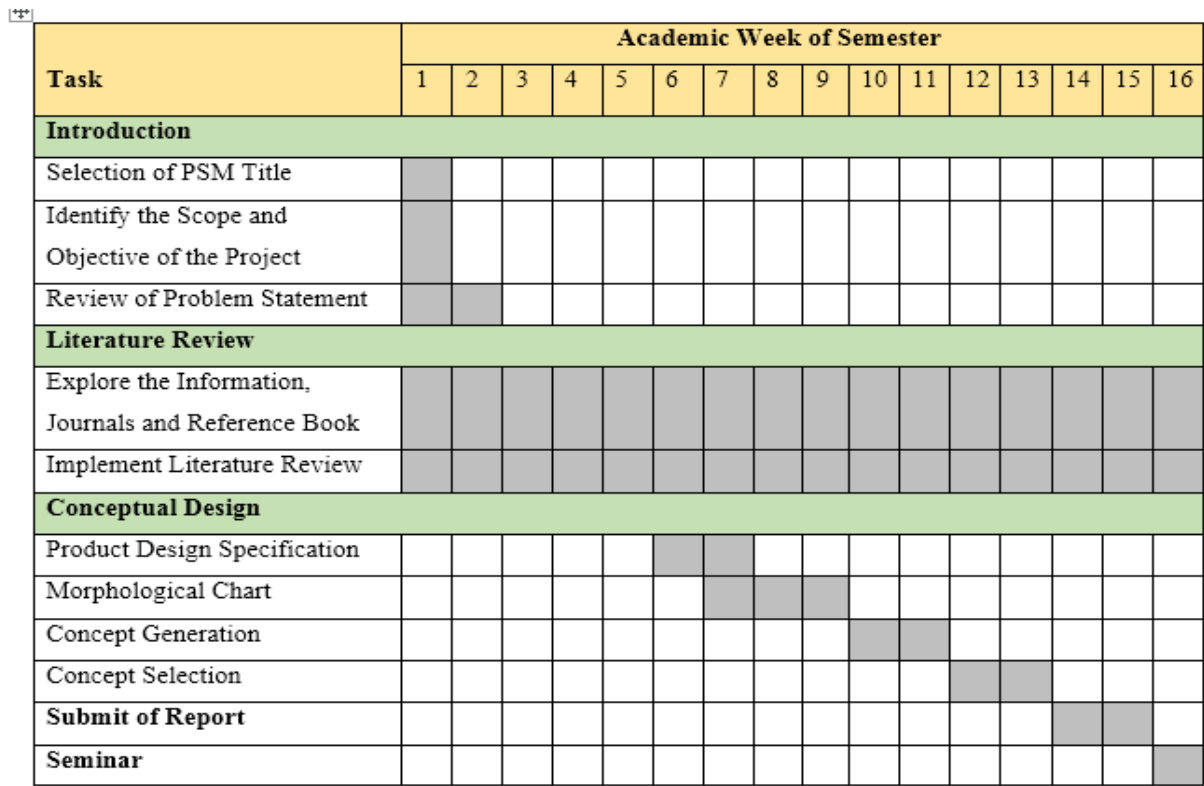 Academic Week of Semester
Task 1 2 3 4 5 6 7 8 9 10 11 12 13 14 15 16
Introduction
Selection of PSM Title
Identify the Scope and
Objective of the Project
Review of Problem Statement
Literature Review
Explore the Information,
Journals and Reference Book
Implement Literature Review
Conceptual Design
Product Design Specification
Morphological Chart
Concept Generation
Concept Selection
Submit of Report
Seminar